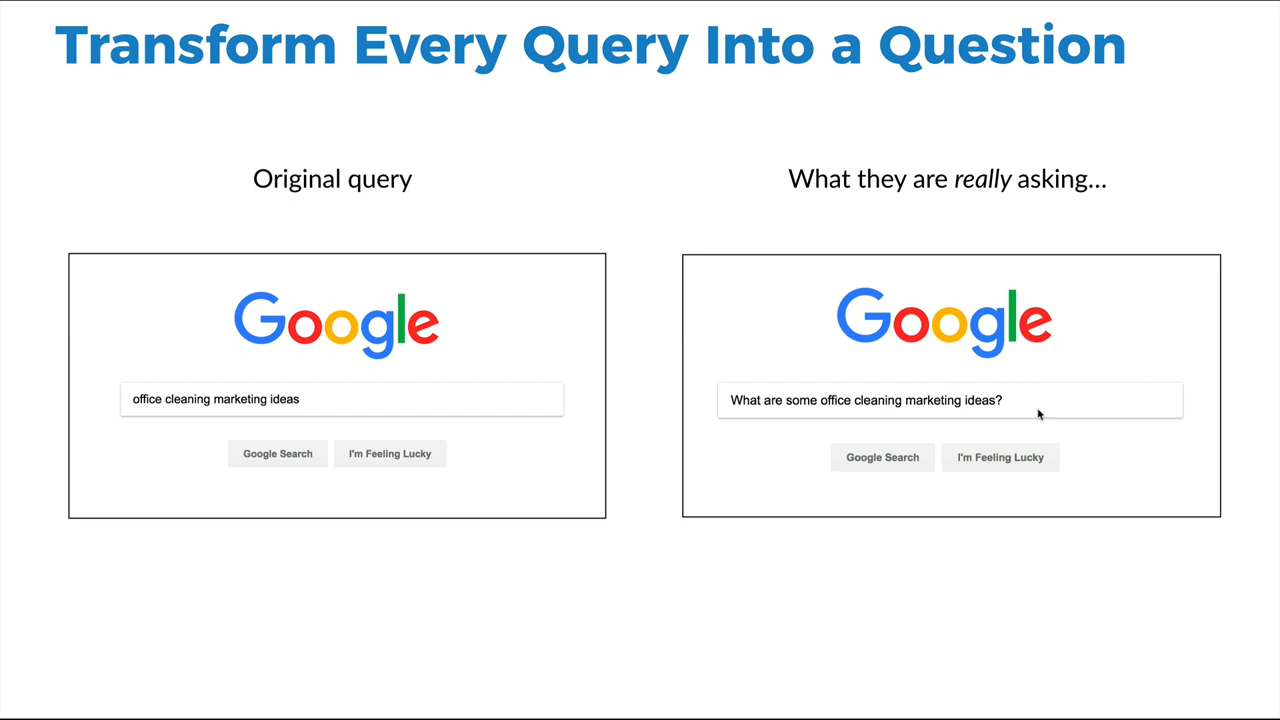 Transform Every Query Into a Question
Original query
What they are really asking...
Google
office cleaning marketing ideas
Google Search
I'm Feeling Lucky
Google
What are some office cleaning marketing ideas?
Google Search
I'm Feeling Lucky